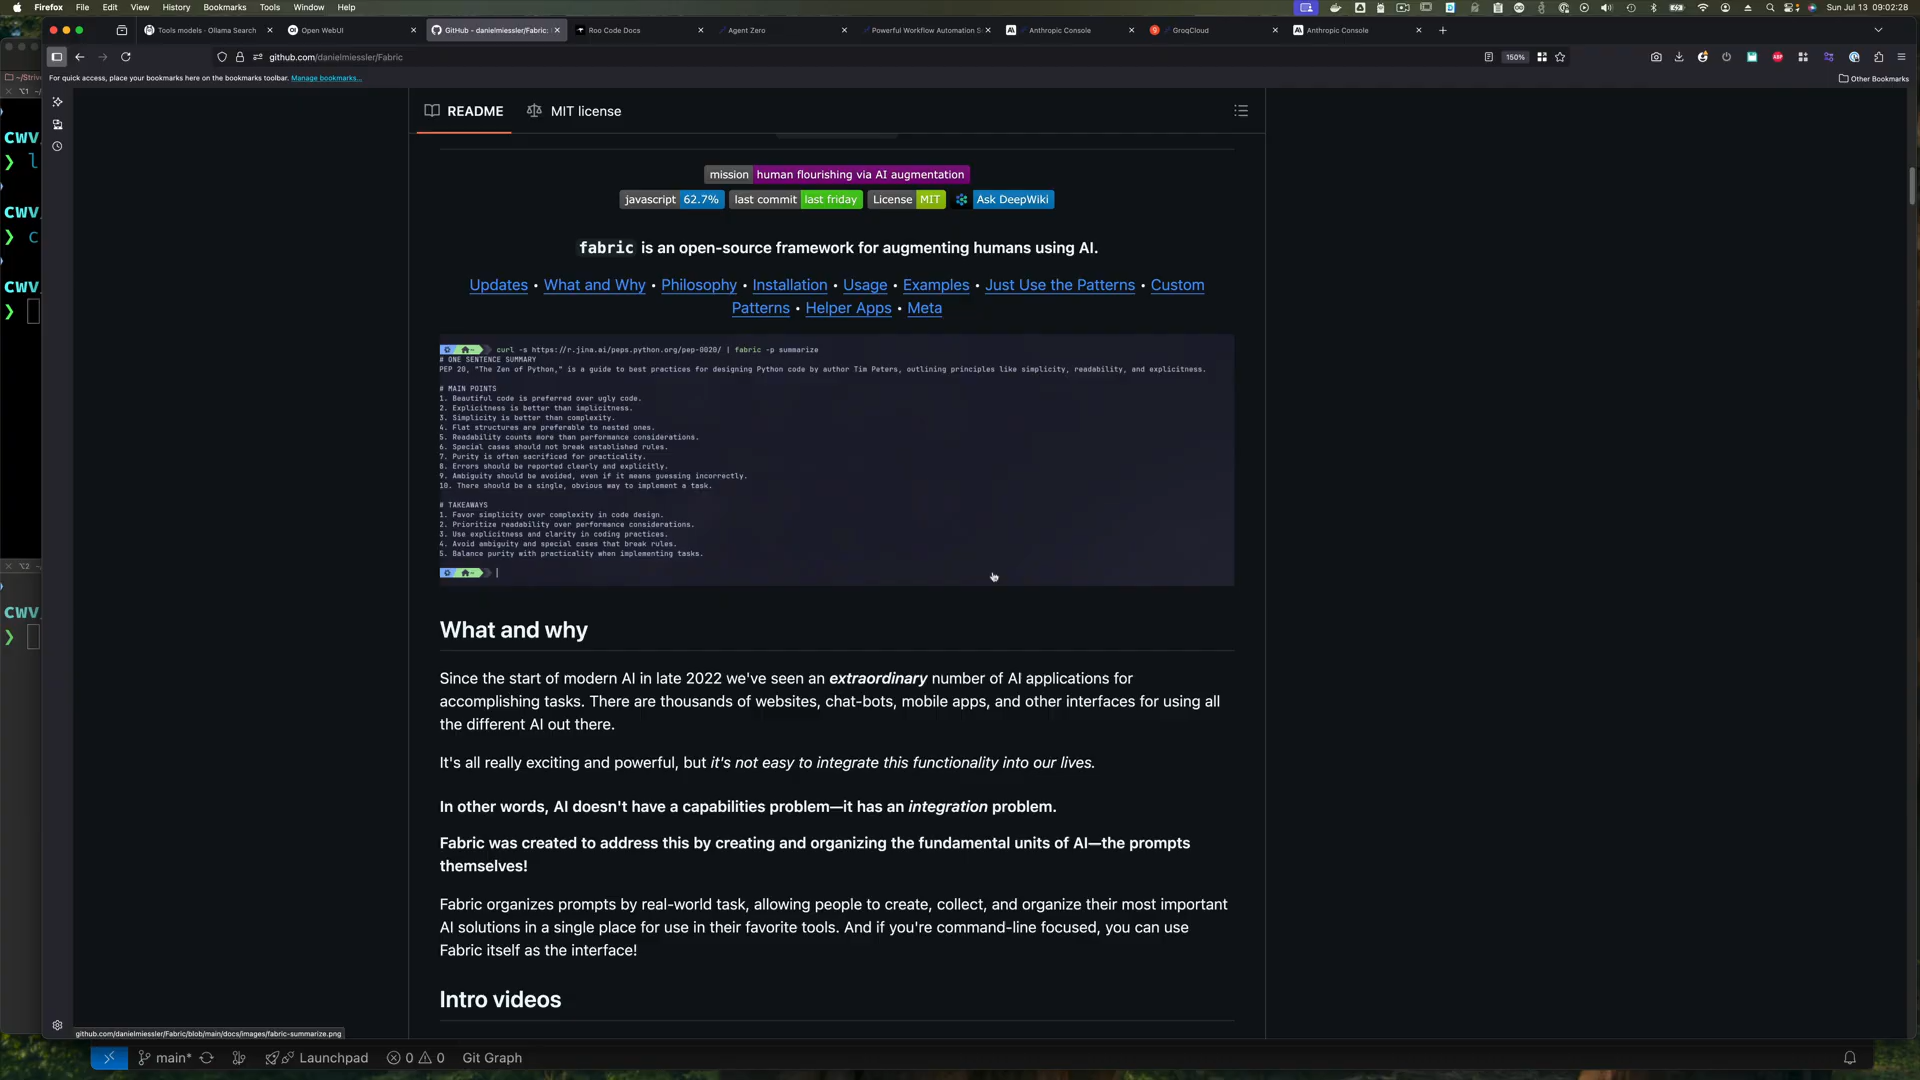 Firefox File Edit View History Bookmarks Tools Window Help
Sun Jul 13 09:02:28
Tools models · Ollama Search
Open WebUI
GitHub - danielmiessler/Fabric:
Roo Code Docs
Agent Zero
Powerful Workflow Automation S
Anthropic Console
GroqCloud
Anthropic Console
github.com/danielmiessler/Fabric
150%
For quick access, place your bookmarks here on the bookmarks toolbar. Manage bookmarks...
Other Bookmarks
README
MIT license
mission human flourishing via AI augmentation
javascript 62.7% last commit last friday License MIT Ask DeepWiki
fabric is an open-source framework for augmenting humans using AI.
Updates • What and Why • Philosophy • Installation • Usage • Examples • Just Use the Patterns • Custom
Patterns • Helper Apps • Meta
curl -s https://r.jina.ai/peps.python.org/pep-0020/ | fabric -p summarize
# ONE SENTENCE SUMMARY
PEP 20, "The Zen of Python," is a guide to best practices for designing Python code by author Tim Peters, outlining principles like simplicity, readability, and explicitness.
# MAIN POINTS
1. Beautiful code is preferred over ugly code.
2. Explicitness is better than implicitness.
3. Simplicity is better than complexity.
4. Flat structures are preferable to nested ones.
5. Readability counts more than performance considerations.
6. Special cases should not break established rules.
7. Purity is often sacrificed for practicality.
8. Errors should be reported clearly and explicitly.
9. Ambiguity should be avoided, even if it means guessing incorrectly.
10. There should be a single, obvious way to implement a task.
# TAKEAWAYS
1. Favor simplicity over complexity in code design.
2. Prioritize readability over performance considerations.
3. Use explicitness and clarity in coding practices.
4. Avoid ambiguity and special cases that break rules.
5. Balance purity with practicality when implementing tasks.
What and why
Since the start of modern AI in late 2022 we've seen an extraordinary number of AI applications for
accomplishing tasks. There are thousands of websites, chat-bots, mobile apps, and other interfaces for using all
the different AI out there.
It's all really exciting and powerful, but it's not easy to integrate this functionality into our lives.
In other words, AI doesn't have a capabilities problem—it has an integration problem.
Fabric was created to address this by creating and organizing the fundamental units of AI—the prompts
themselves!
Fabric organizes prompts by real-world task, allowing people to create, collect, and organize their most important
AI solutions in a single place for use in their favorite tools. And if you're command-line focused, you can use
Fabric itself as the interface!
Intro videos
github.com/danielmiessler/Fabric/blob/main/docs/images/fabric-summarize.png
~/Strive
⌥1
cwv
❯ l
cwv
❯ c
cwv
❯
⌥2
cwv
❯
main* Launchpad 0 0 Git Graph